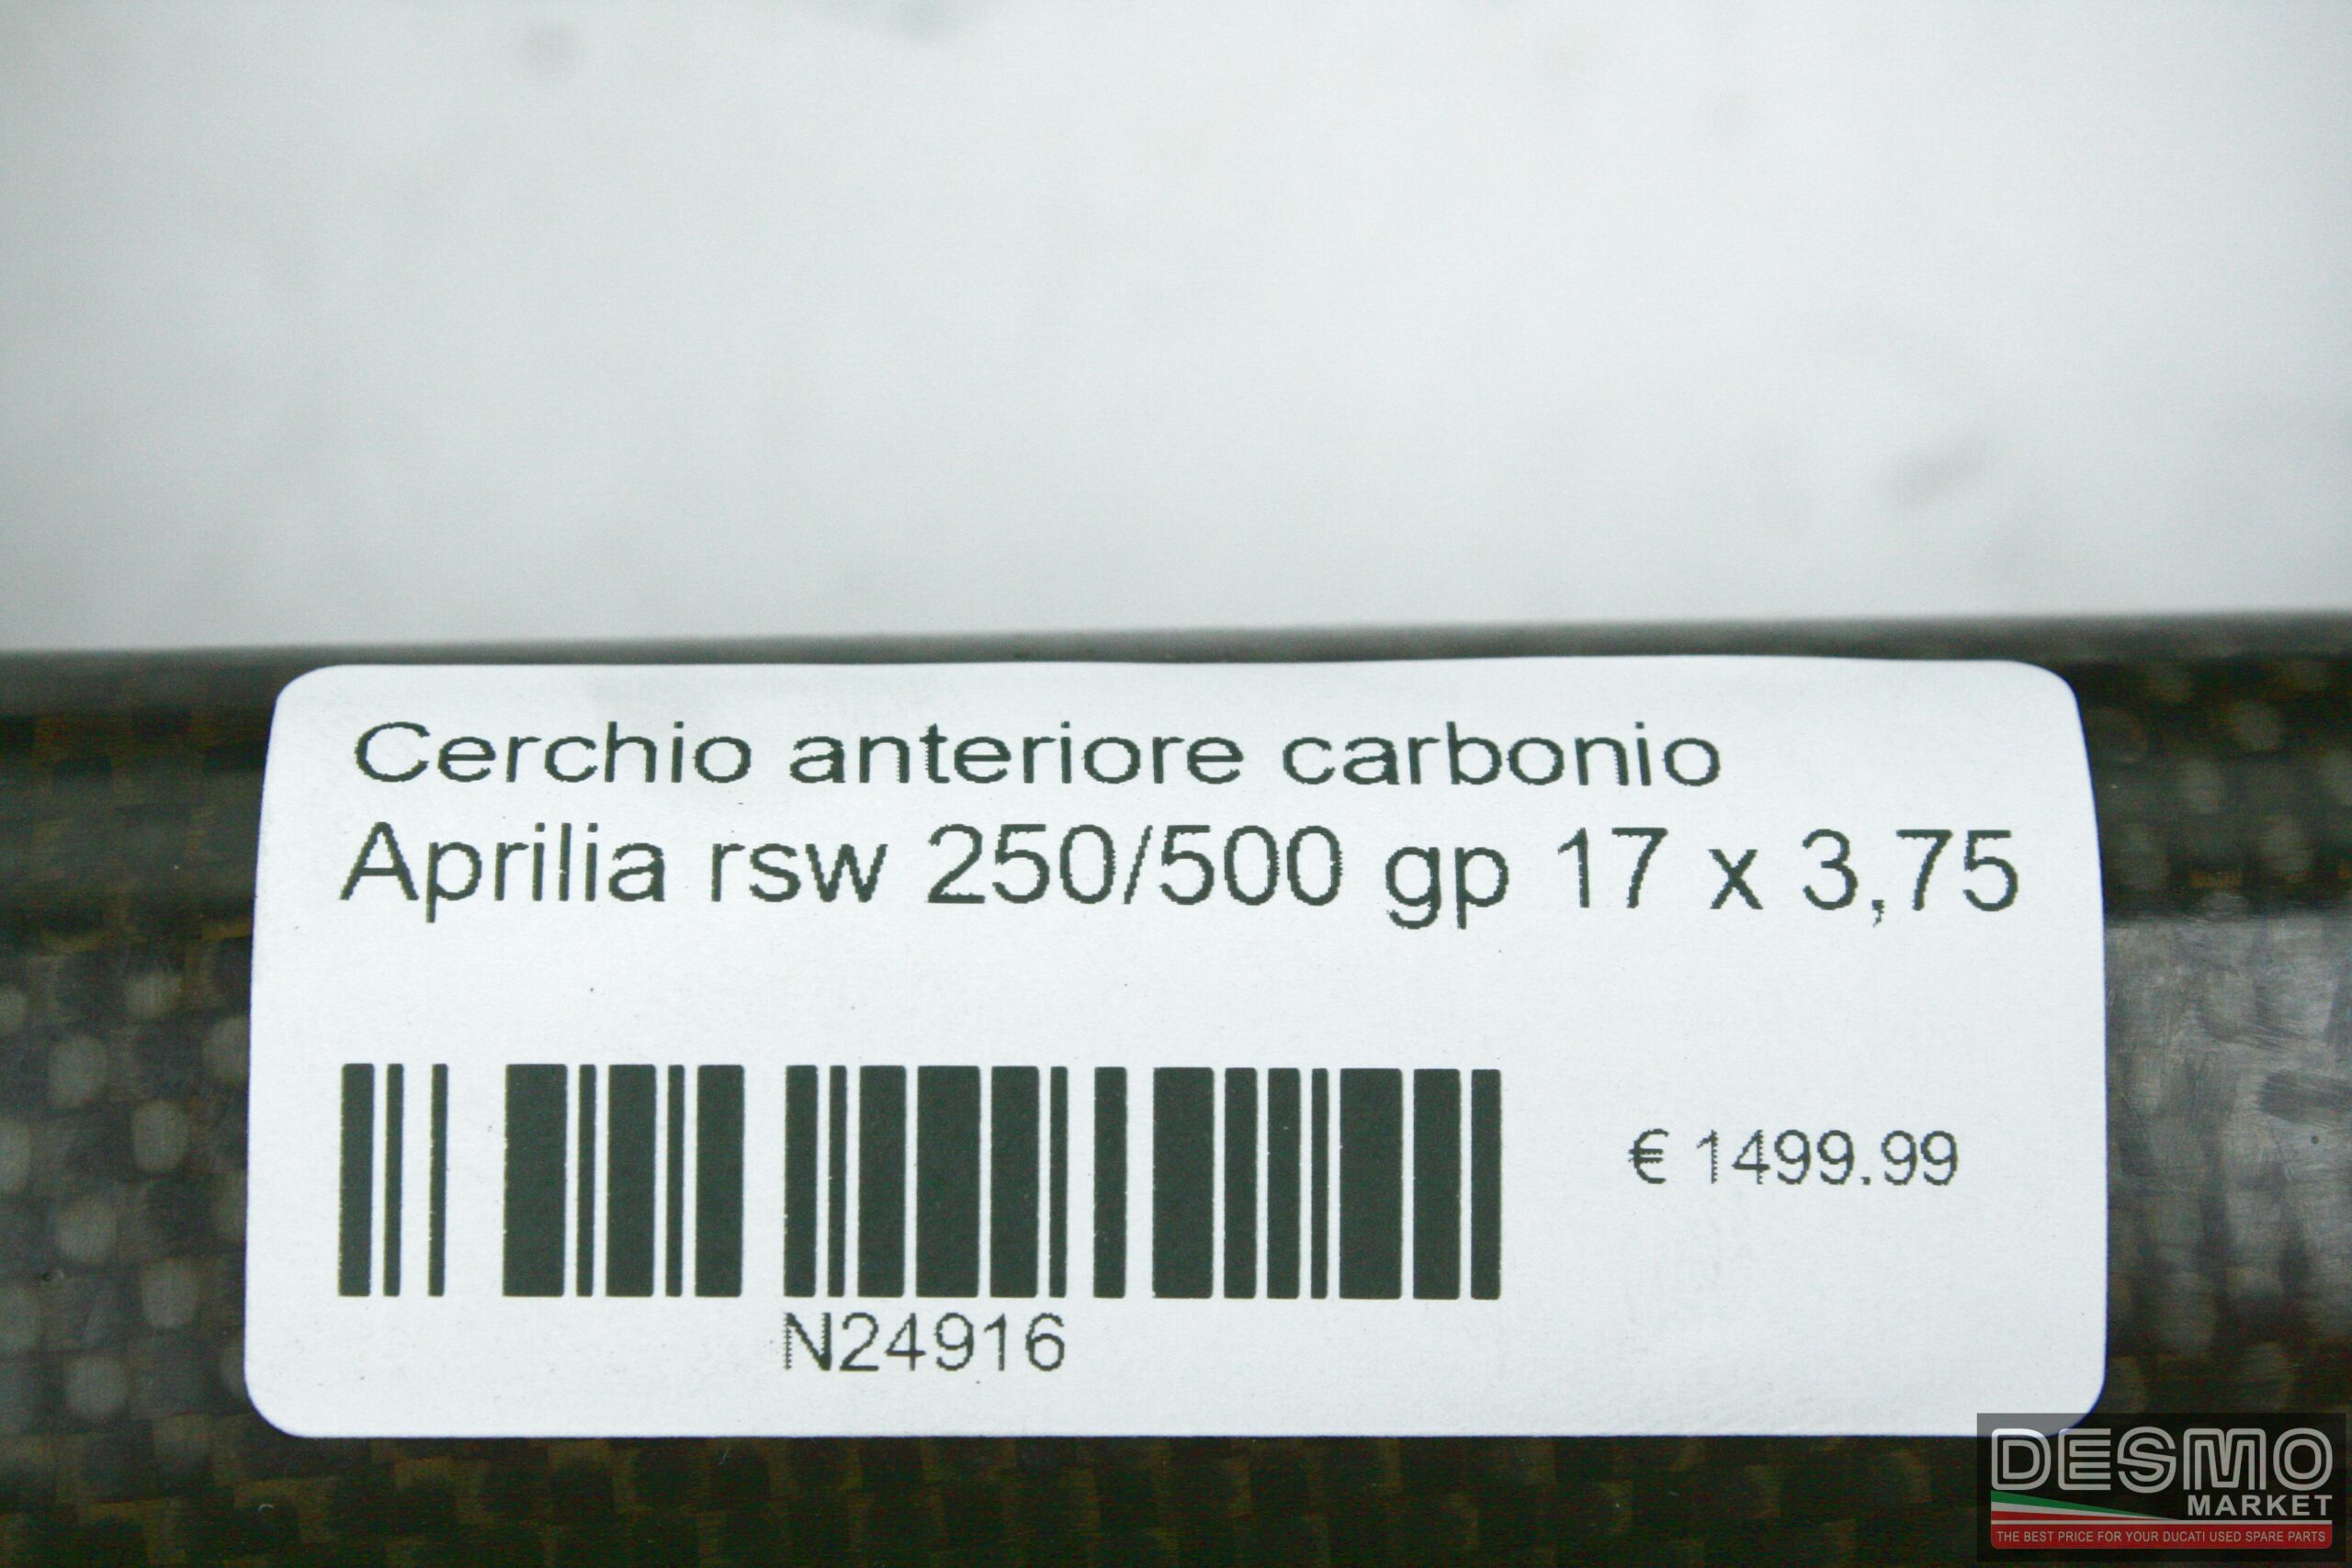 Cerchio anteriore carbonio
Aprilia rsw 250/500 gp 17 x 3,75
€ 1499.99
N24916
DESMO
MARKET
THE BEST PRICE FOR YOUR DUCATI USED SPARE PARTS